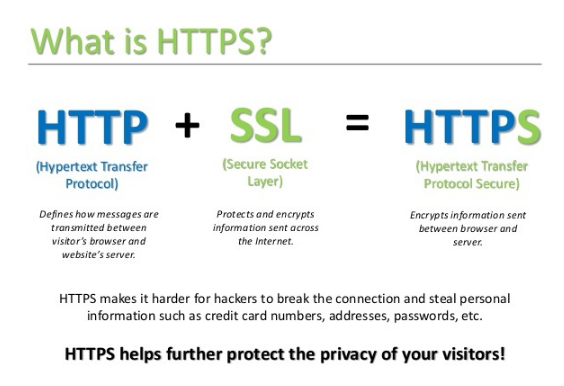 What is HTTPS?
HTTP + SSL = HTTPS
(Hypertext Transfer
Protocol)
(Secure Socket
Layer)
(Hypertext Transfer
Protocol Secure)
Defines how messages are
transmitted between
visitor's browser and
website's server.
Protects and encrypts
information sent across
the Internet.
Encrypts information sent
between browser and
server.
HTTPS makes it harder for hackers to break the connection and steal personal
information such as credit card numbers, addresses, passwords, etc.
HTTPS helps further protect the privacy of your visitors!